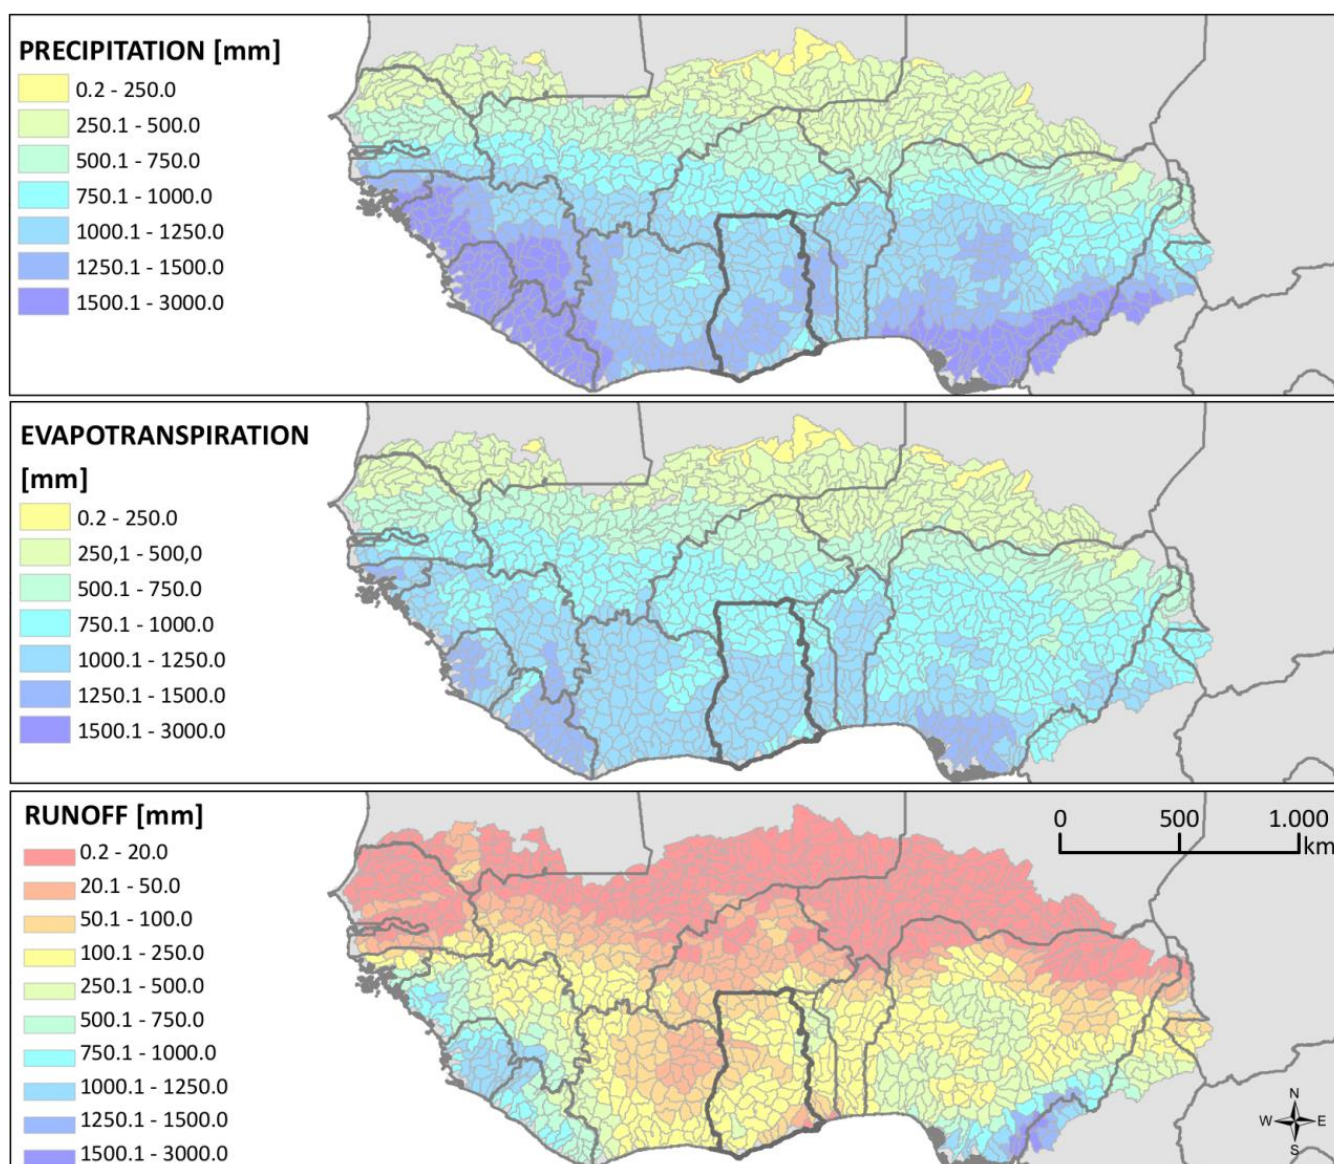 PRECIPITATION [mm]
0.2 - 250.0
250.1 - 500.0
500.1 - 750.0
750.1 - 1000.0
1000.1 - 1250.0
1250.1 - 1500.0
1500.1 - 3000.0
EVAPOTRANSPIRATION
[mm]
0.2 - 250.0
250,1 - 500,0
500.1 - 750.0
750.1 - 1000.0
1000.1 - 1250.0
1250.1 - 1500.0
1500.1 - 3000.0
RUNOFF [mm]
0.2 - 20.0
20.1 - 50.0
50.1 - 100.0
100.1 - 250.0
250.1 - 500.0
500.1 - 750.0
750.1 - 1000.0
1000.1 - 1250.0
1250.1 - 1500.0
1500.1 - 3000.0
0 500 1.000
km
N
W E
S